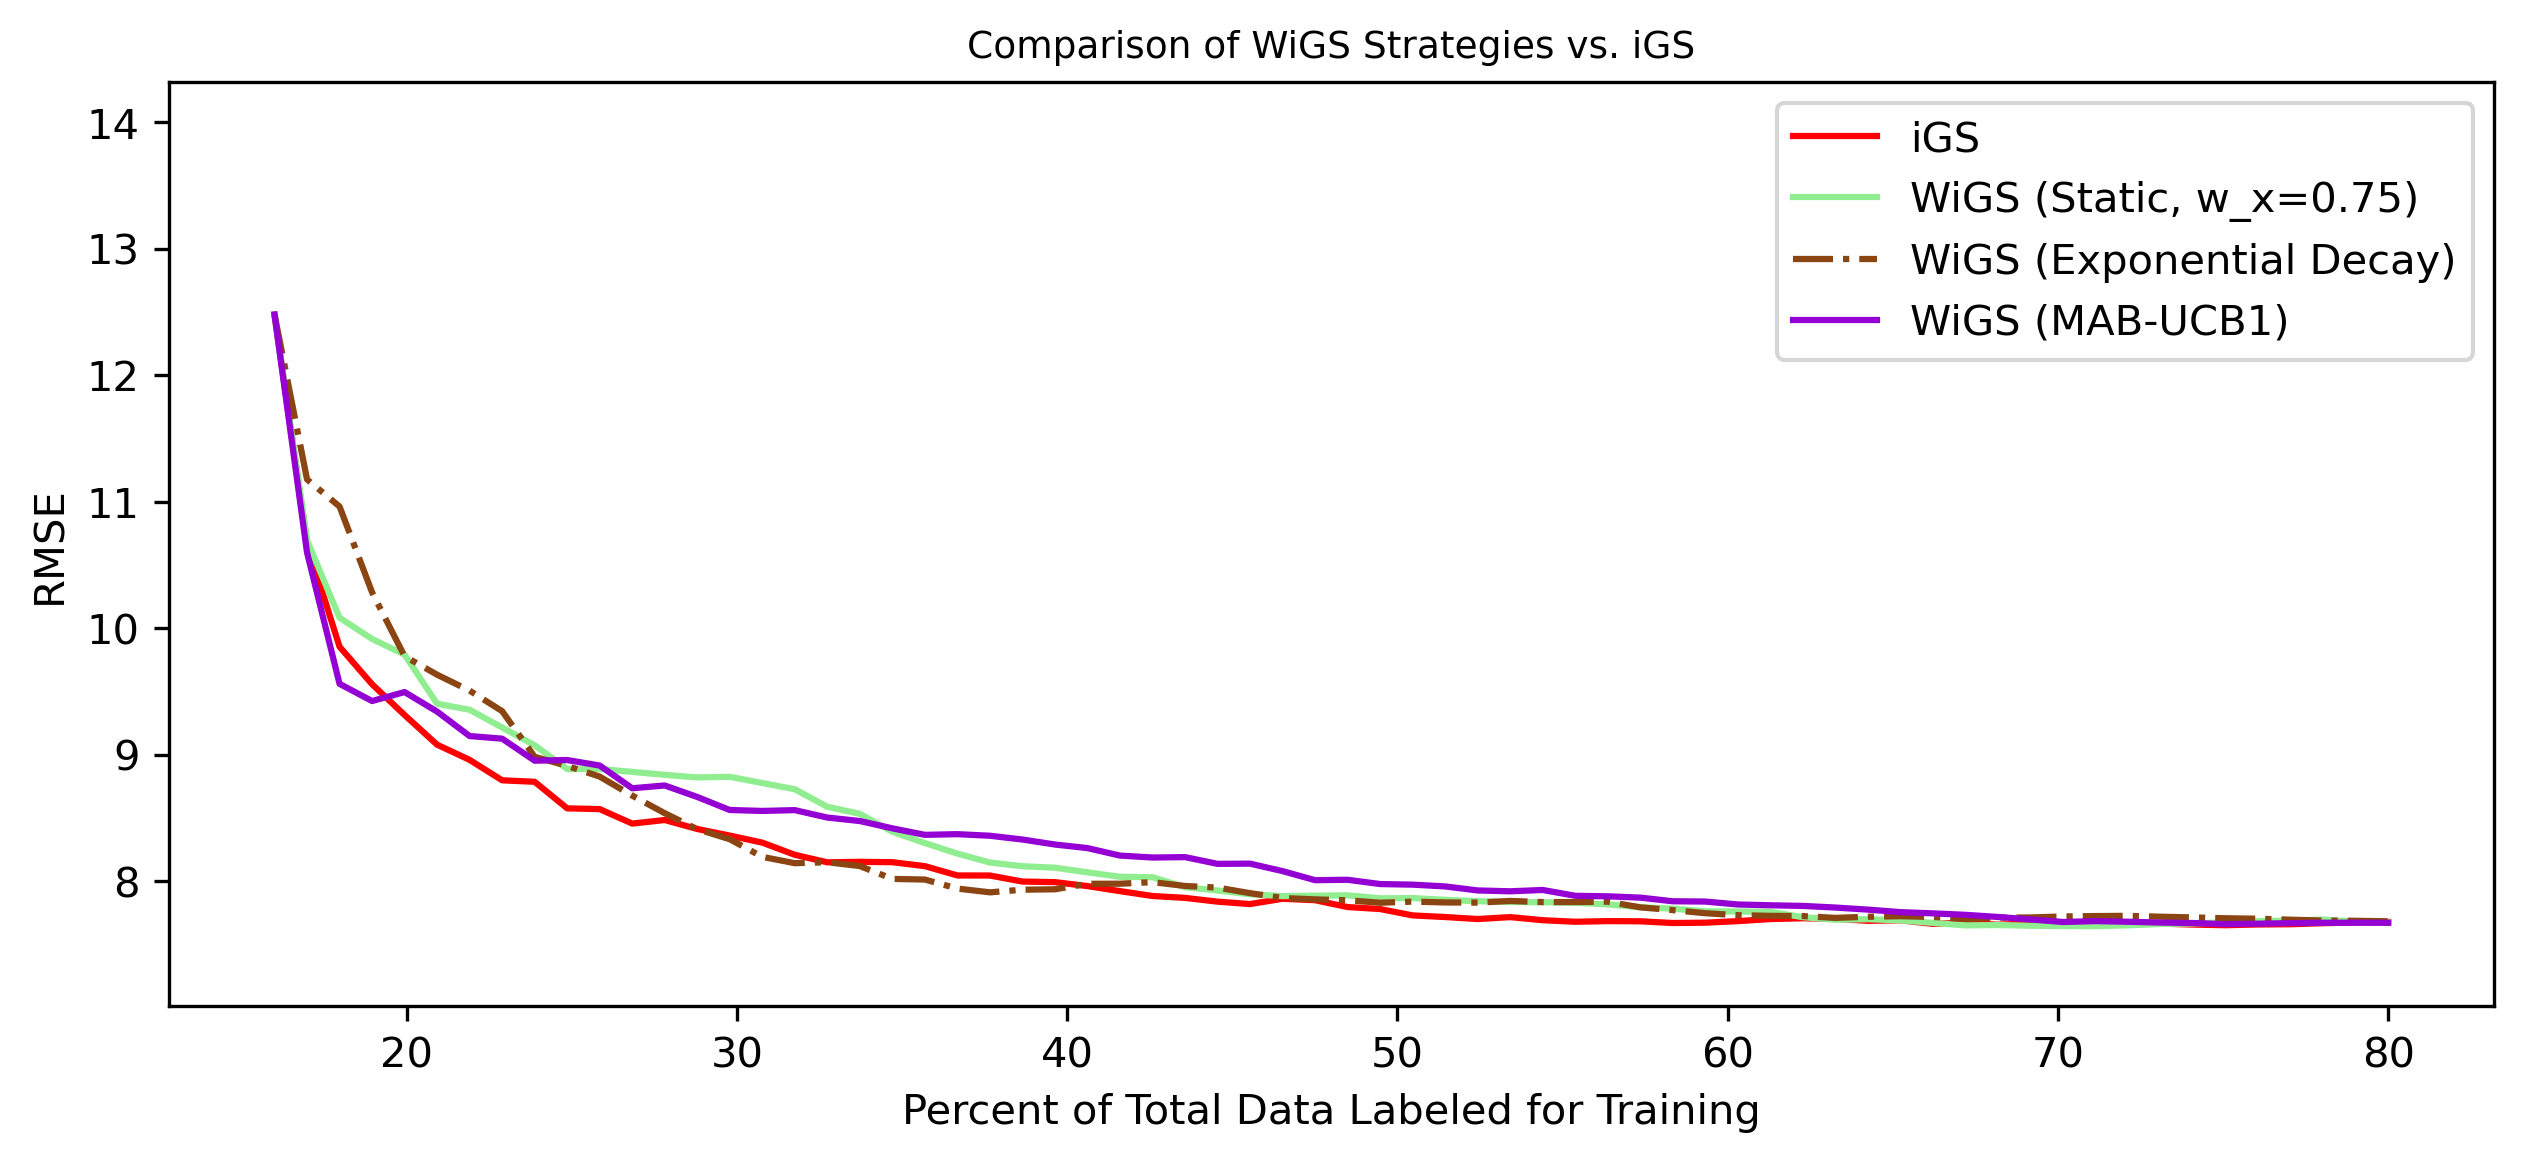 Comparison of WiGS Strategies vs. iGS
14
13
12
11
10
9
8
RMSE
iGS
WiGS (Static, w_x=0.75)
WiGS (Exponential Decay)
WiGS (MAB-UCB1)
20 30 40 50 60 70 80
Percent of Total Data Labeled for Training